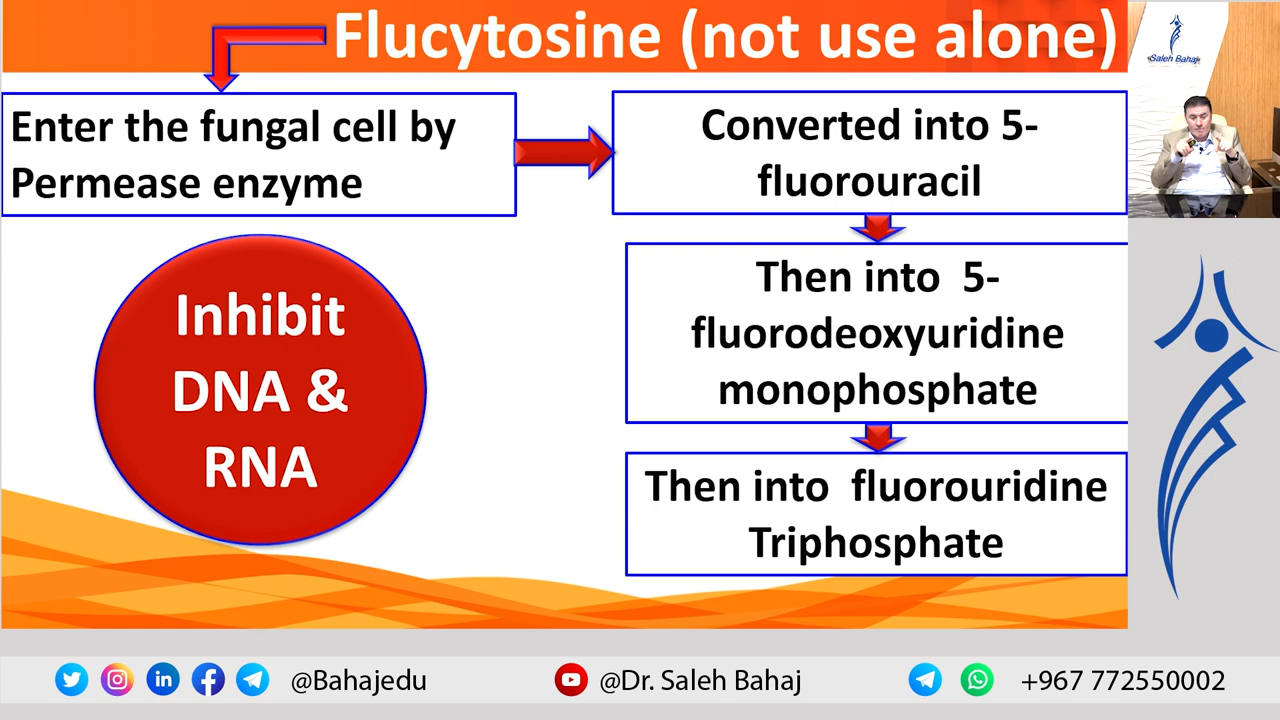 Flucytosine (not use alone)
Saleh Bahaj
Enter the fungal cell by
Permease enzyme
Converted into 5-
fluorouracil
Then into 5-
fluorodeoxyuridine
monophosphate
Then into fluorouridine
Triphosphate
Inhibit
DNA &
RNA
@Bahajedu
@Dr. Saleh Bahaj
+967 772550002